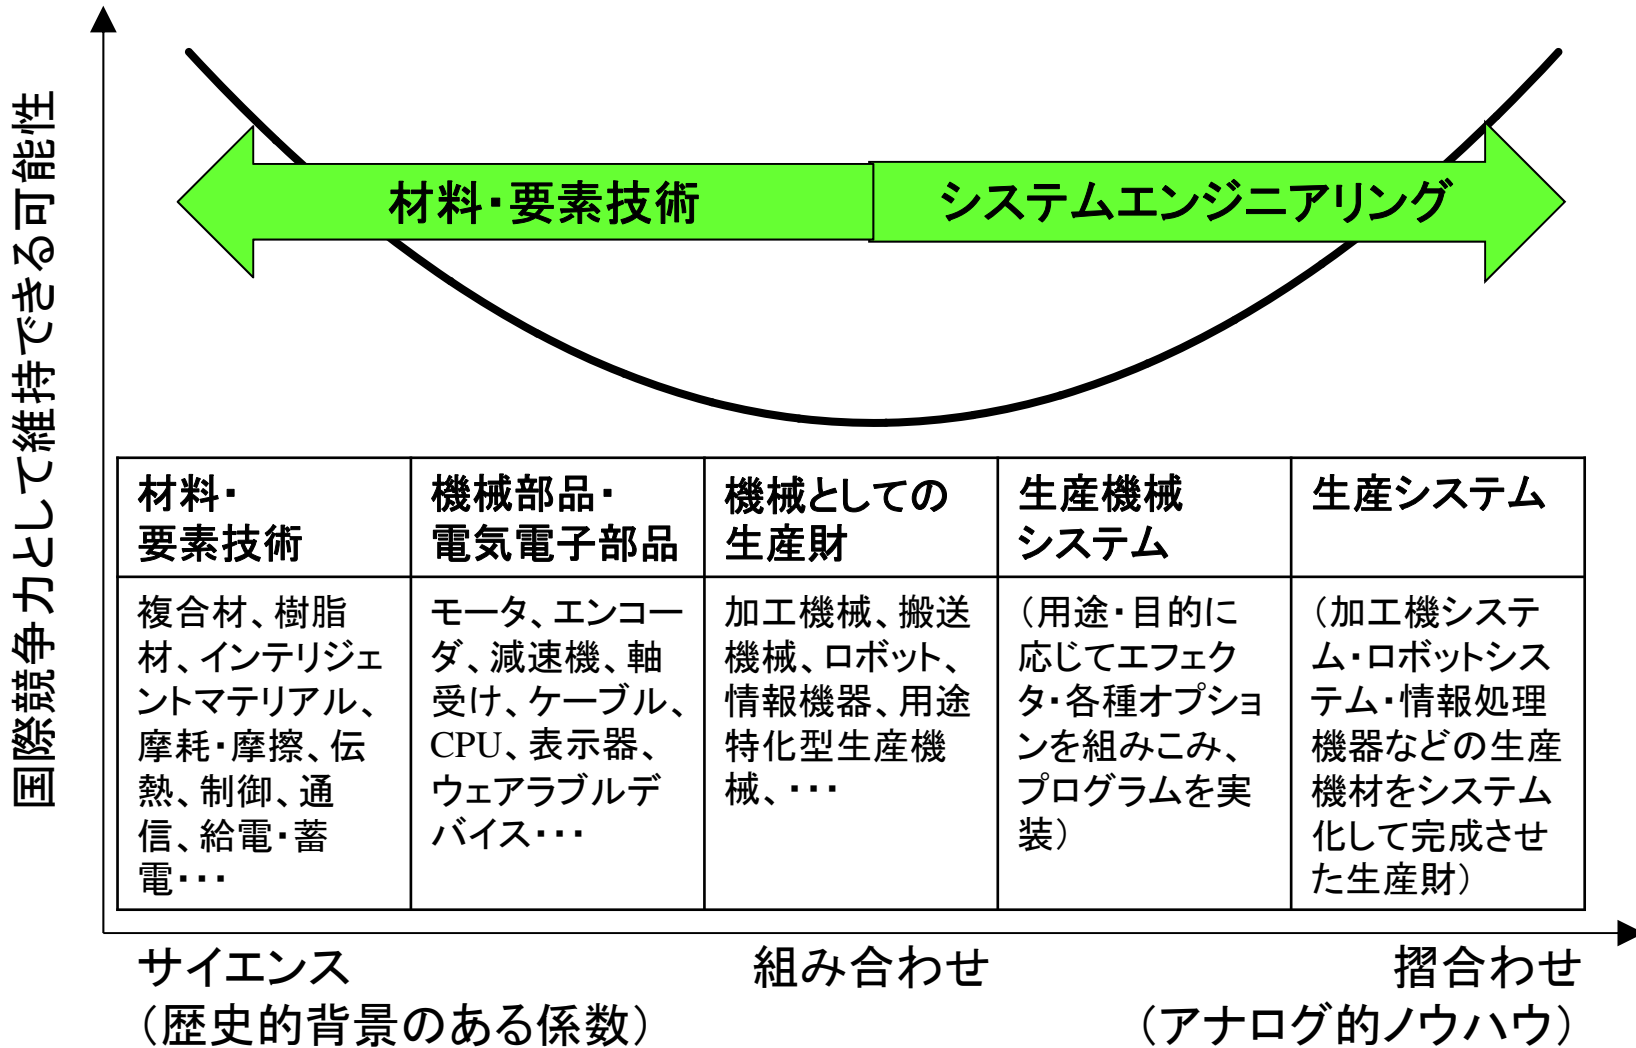 国際競争力として維持できる可能性
材料・要素技術
システムエンジニアリング
材料・
要素技術
機械部品・
電気電子部品
機械としての
生産財
生産機械
システム
生産システム
複合材、樹脂
材、インテリジェ
ントマテリアル、
摩耗・摩擦、伝
熱、制御、通
信、給電・蓄
電・・・
モータ、エンコー
ダ、減速機、軸
受け、ケーブル、
CPU、表示器、
ウェアラブルデ
バイス・・・
加工機械、搬送
機械、ロボット、
情報機器、用途
特化型生産機
械、・・・
（用途・目的に
応じてエフェク
タ・各種オプショ
ンを組みこみ、
プログラムを実
装）
（加工機システ
ム・ロボットシス
テム・情報処理
機器などの生産
機材をシステム
化して完成させ
た生産財）
サイエンス
（歴史的背景のある係数）
組み合わせ
摺合わせ
（アナログ的ノウハウ）